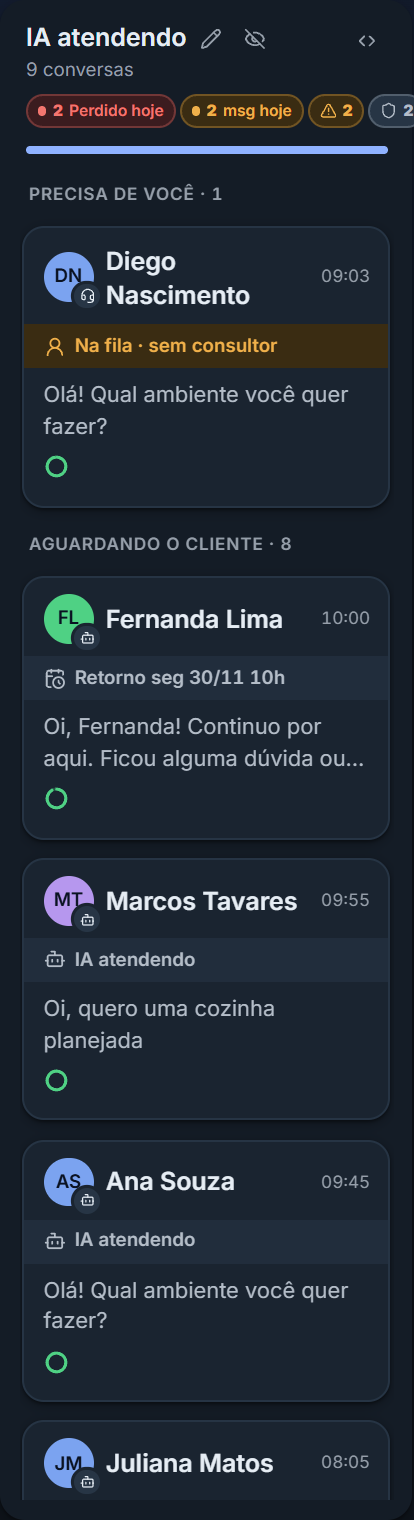 IA atendendo
9 conversas
2 Perdido hoje
2 msg hoje
2
2
PRECISA DE VOCÊ · 1
DN
Diego
Nascimento
09:03
Na fila · sem consultor
Olá! Qual ambiente você quer
fazer?
AGUARDANDO O CLIENTE · 8
FL
Fernanda Lima
10:00
Retorno seg 30/11 10h
Oi, Fernanda! Continuo por
aqui. Ficou alguma dúvida ou...
MT
Marcos Tavares
09:55
IA atendendo
Oi, quero uma cozinha
planejada
AS
Ana Souza
09:45
IA atendendo
Olá! Qual ambiente você quer
fazer?
JM
Juliana Matos
08:05